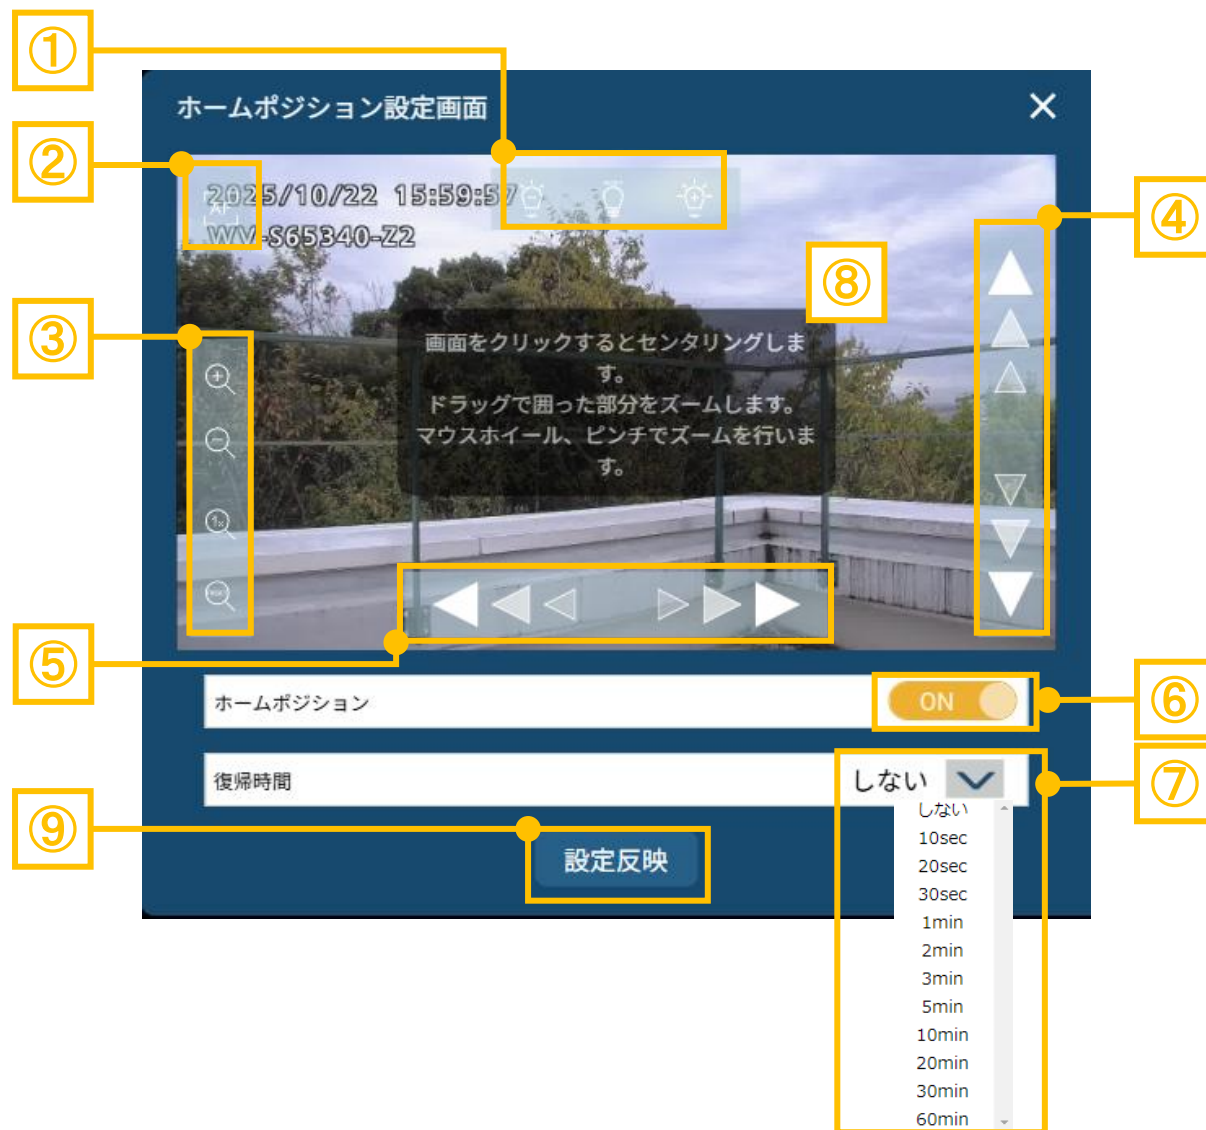 ①
ホームポジション設定画面
②
2025/10/22 15:59:57
AF
WV-S65340-Z2
④
⑧
③
画面をクリックするとセンタリングしま
す。
ドラッグで囲った部分をズームします。
マウスホイール、ピンチでズームを行いま
す。
1x
⑤
ホームポジション
ON
⑥
復帰時間
しない
⑦
しない
10sec
20sec
30sec
1min
2min
3min
5min
10min
20min
30min
60min
⑨
設定反映